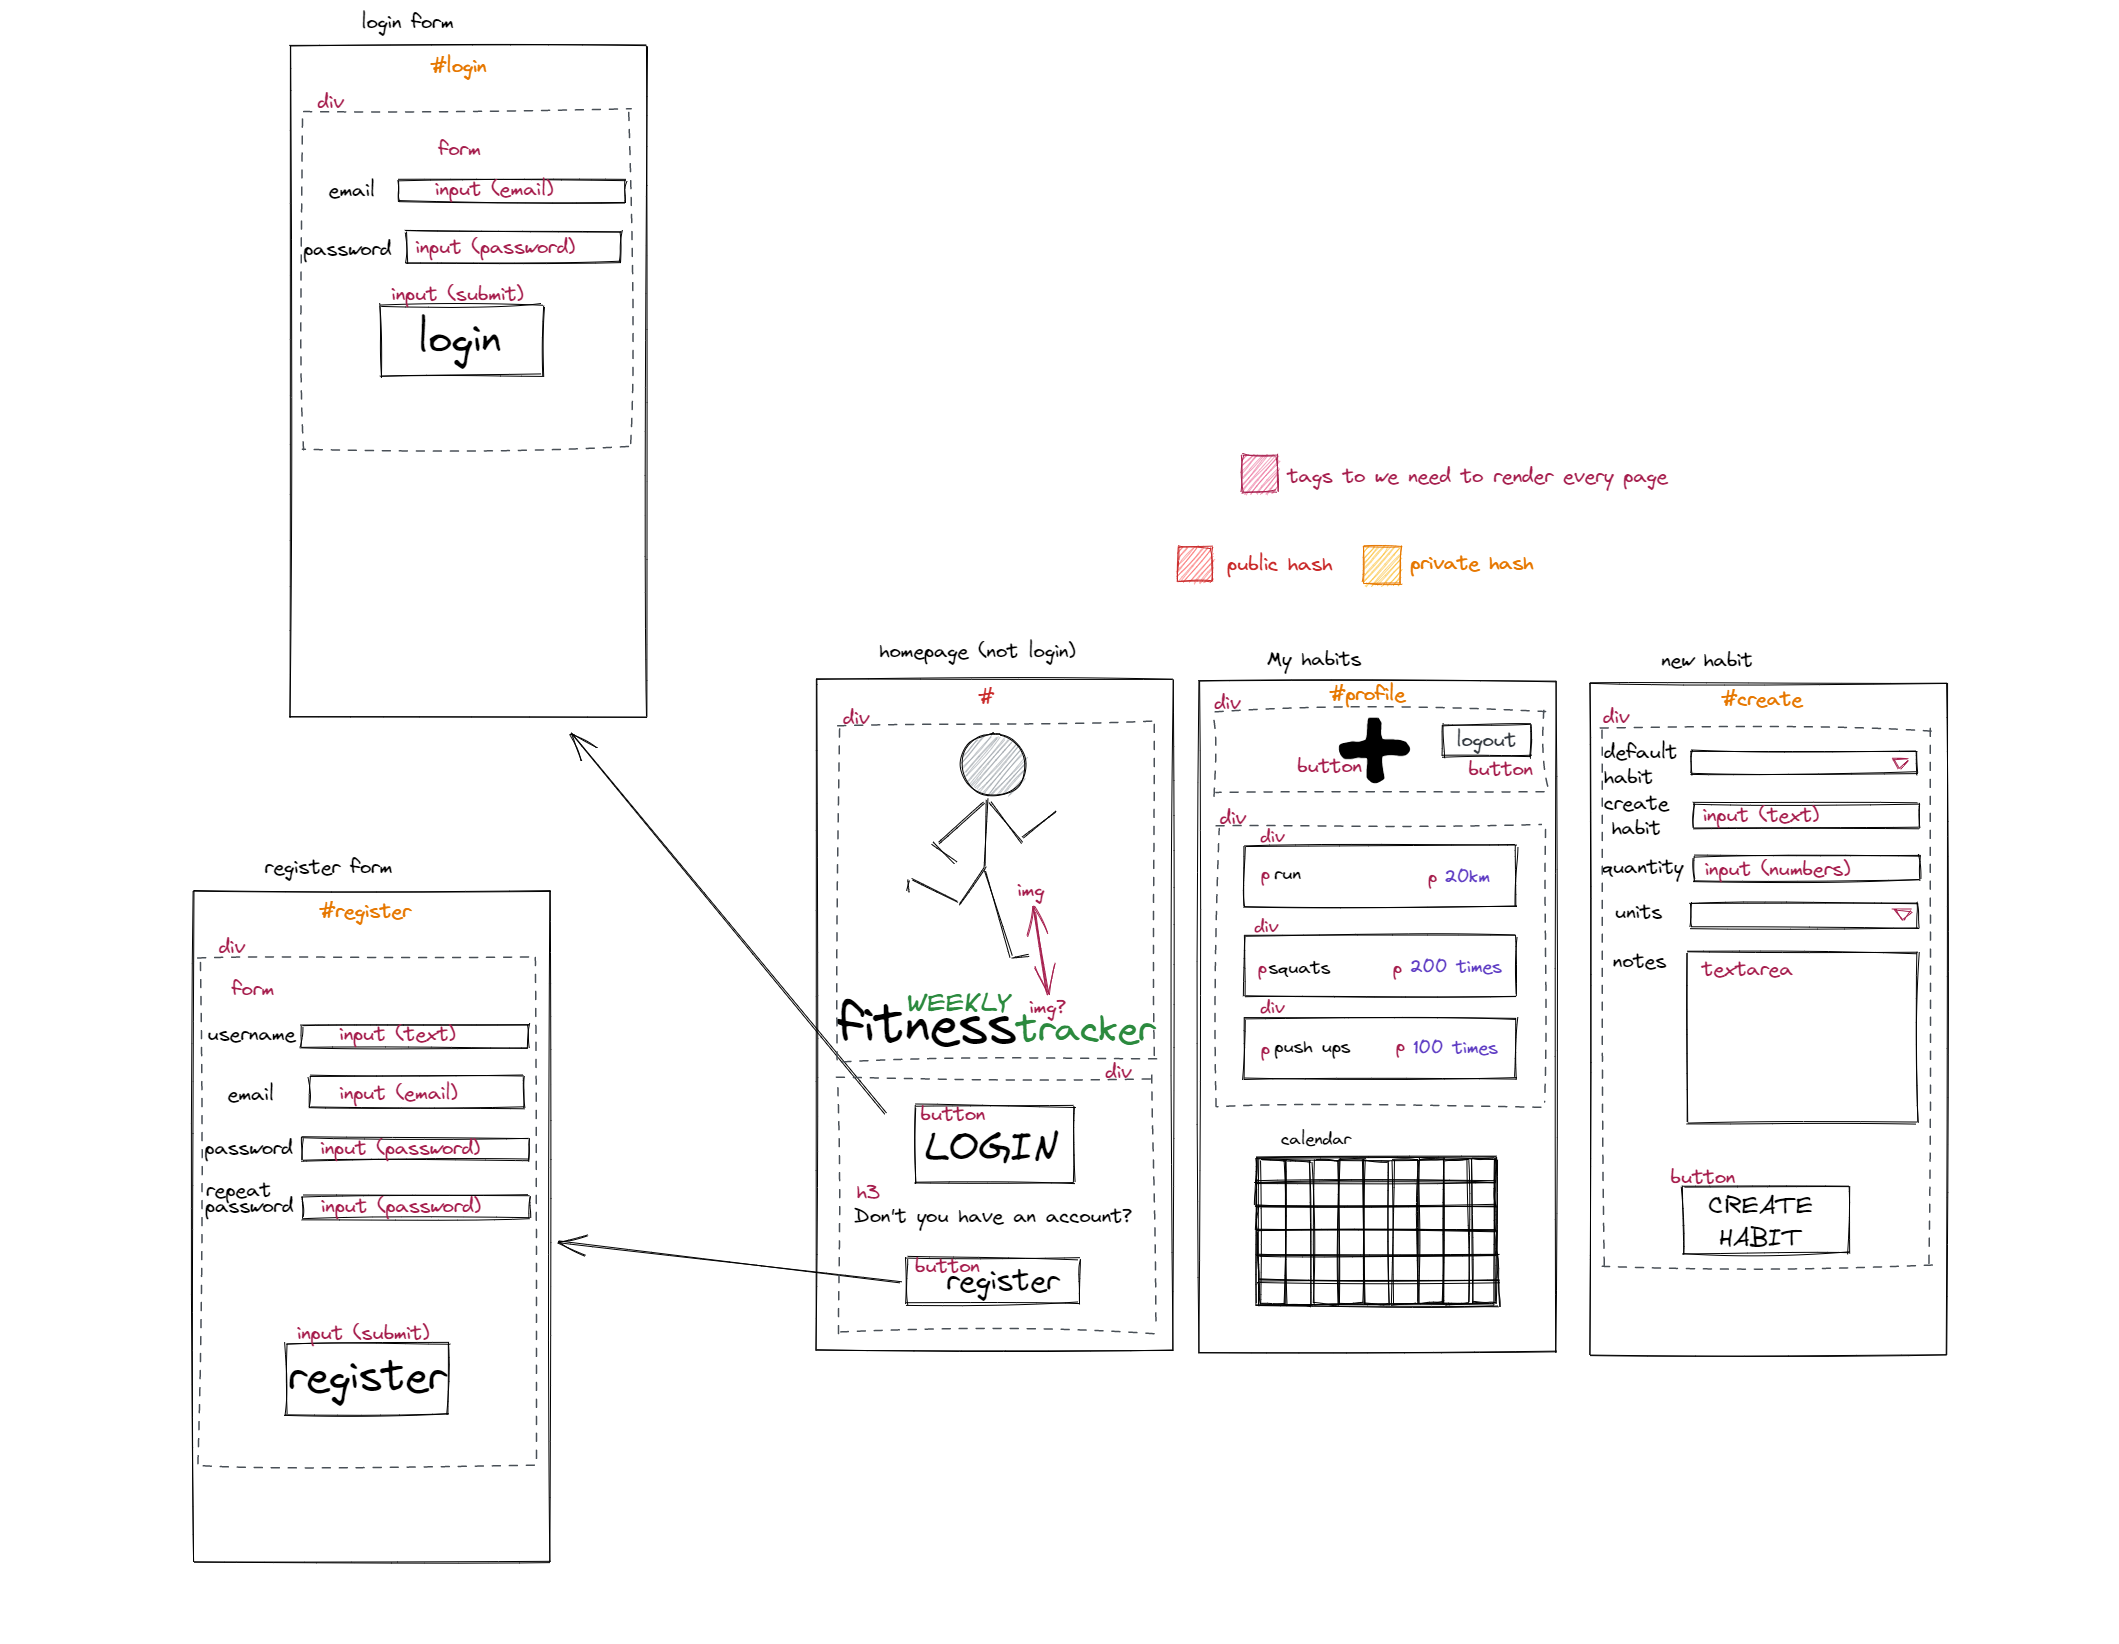 login form
#login
div
form
email
input (email)
password
input (password)
input (submit)
login
tags to we need to render every page
public hash
private hash
register form
#register
div
form
username
input (text)
email
input (email)
password
input (password)
repeat
password
input (password)
input (submit)
register
homepage (not login)
#
div
img
img?
WEEKLY
fitness tracker
div
button
LOGIN
h3
Don't you have an account?
button
register
My habits
#profile
div
button
logout
button
div
div
p run
p 20km
div
p squats
p 200 times
div
p push ups
p 100 times
calendar
new habit
#create
div
default
habit
create
habit
input (text)
quantity
input (numbers)
units
notes
textarea
button
CREATE
HABIT